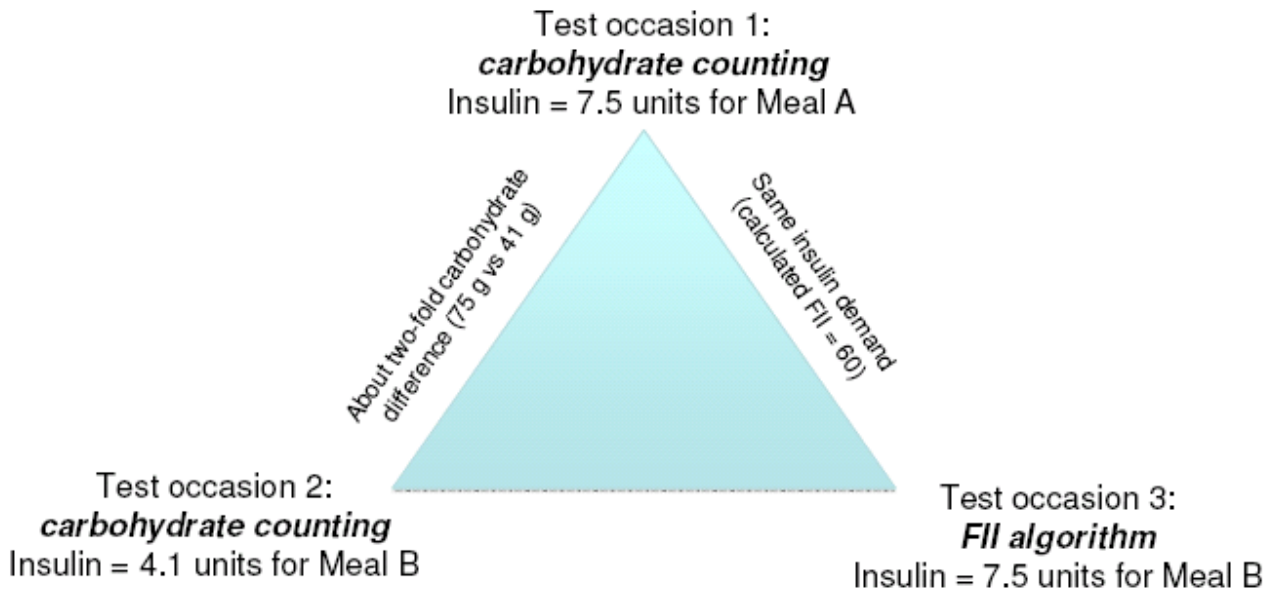 Test occasion 1:
carbohydrate counting
Insulin = 7.5 units for Meal A
About two-fold carbohydrate
difference (75 g vs 41 g)
Same insulin demand
(calculated FII = 60)
Test occasion 2:
carbohydrate counting
Insulin = 4.1 units for Meal B
Test occasion 3:
FII algorithm
Insulin = 7.5 units for Meal B